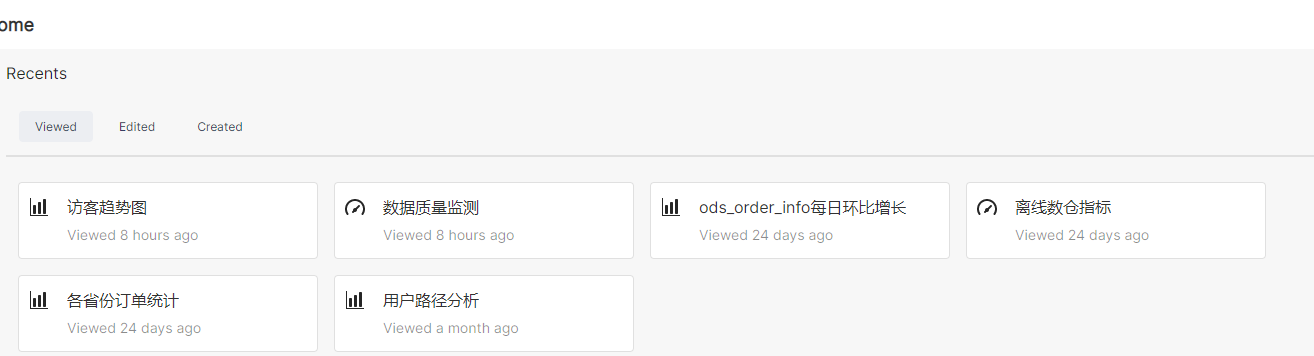 ome
Recents
Viewed Edited Created
访客趋势图
Viewed 8 hours ago
数据质量监测
Viewed 8 hours ago
ods_order_info每日环比增长
Viewed 24 days ago
离线数仓指标
Viewed 24 days ago
各省份订单统计
Viewed 24 days ago
用户路径分析
Viewed a month ago